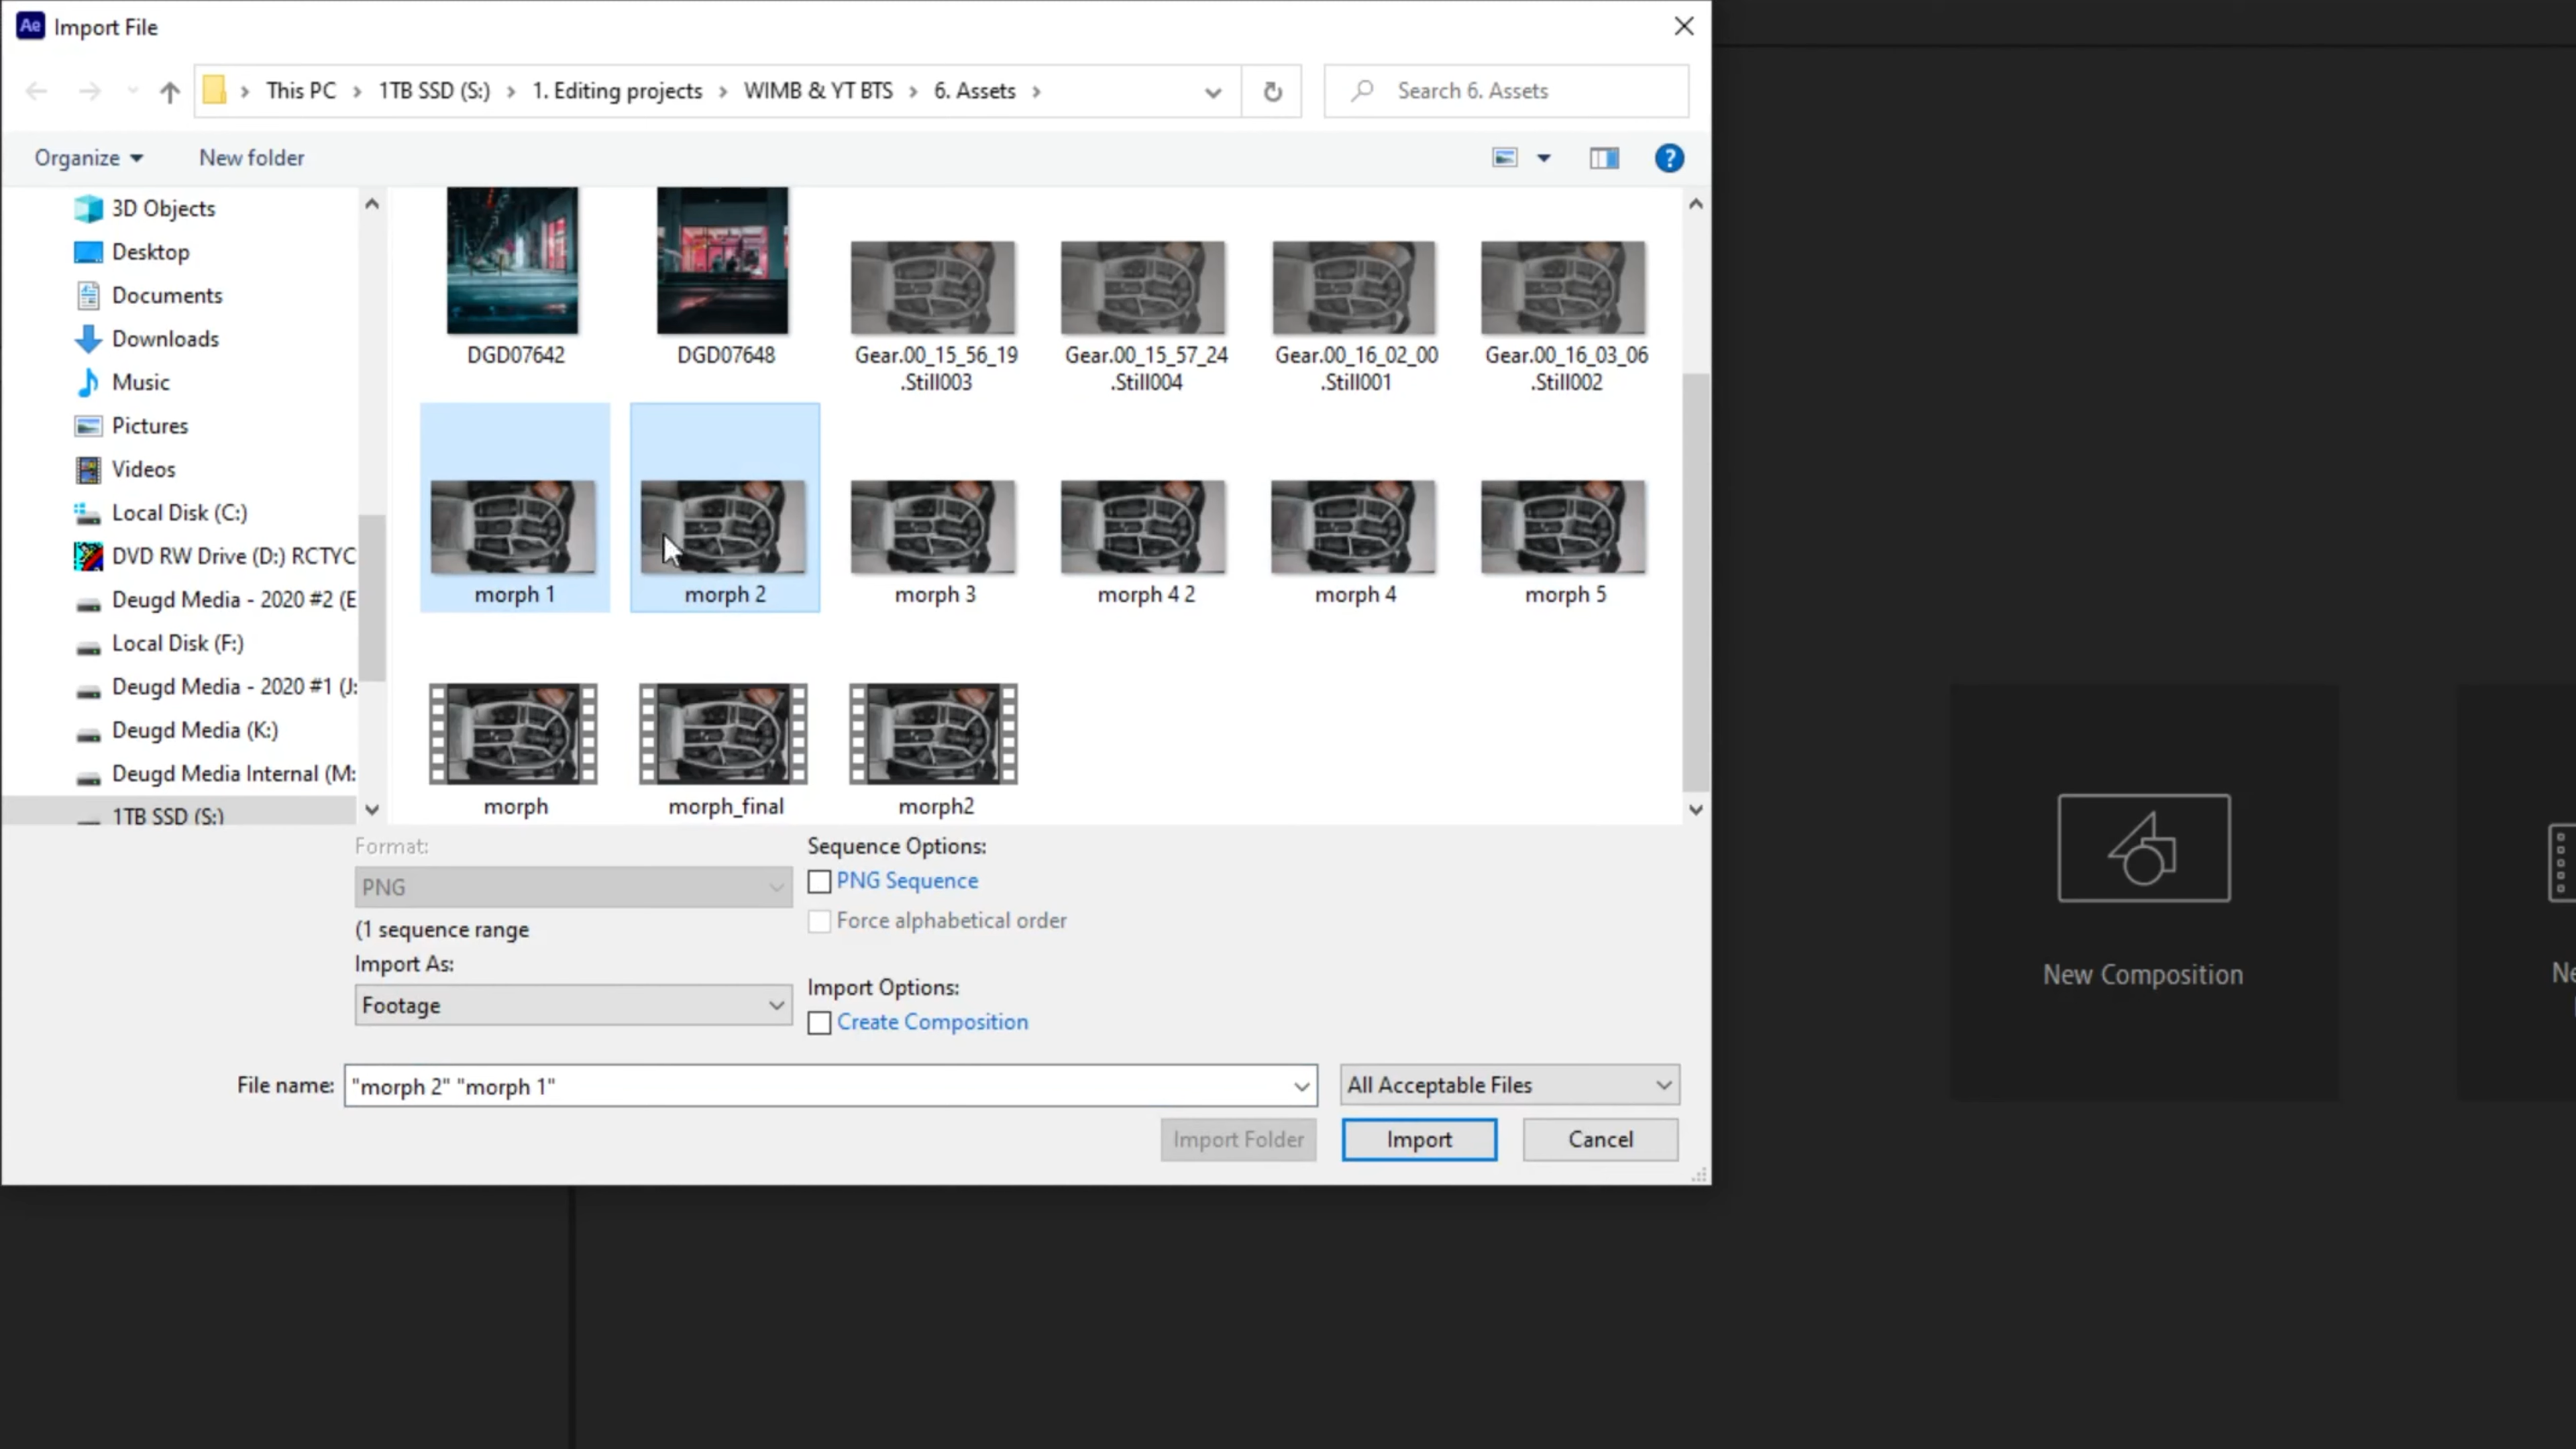 Ae Import File
This PC 1TB SSD (S:) 1. Editing projects WIMB & YT BTS 6. Assets
Search 6. Assets
Organize New folder
?
3D Objects
Desktop
Documents
Downloads
Music
Pictures
Videos
Local Disk (C:)
DVD RW Drive (D:) RCTYC
Deugd Media - 2020 #2 (E
Local Disk (F:)
Deugd Media - 2020 #1 (J:
Deugd Media (K:)
Deugd Media Internal (M:
1TB SSD (S:)
DGD07642
DGD07648
Gear.00_15_56_19
.Still003
Gear.00_15_57_24
.Still004
Gear.00_16_02_00
.Still001
Gear.00_16_03_06
.Still002
morph 1
morph 2
morph 3
morph 4 2
morph 4
morph 5
morph
morph_final
morph2
Format:
PNG
(1 sequence range
Import As:
Footage
Sequence Options:
PNG Sequence
Force alphabetical order
Import Options:
Create Composition
File name: "morph 2" "morph 1"
All Acceptable Files
Import Folder Import Cancel
New Composition
Ne